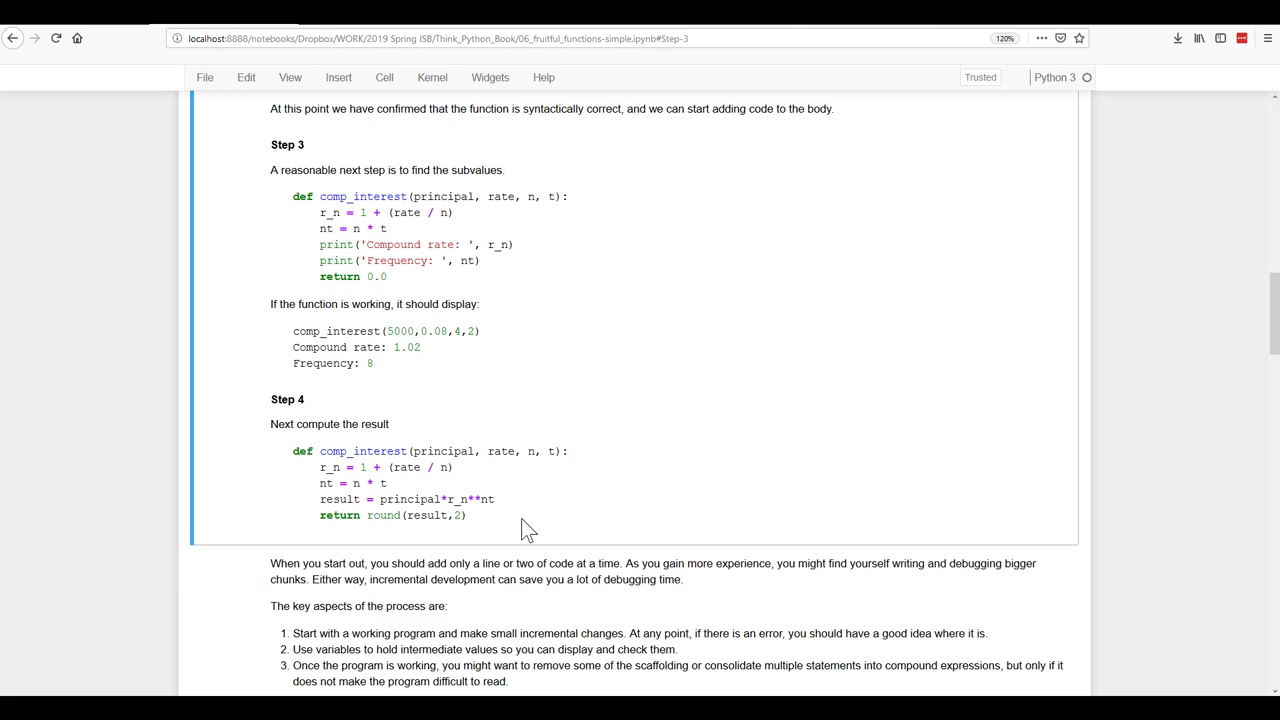 localhost:8888/notebooks/Dropbox/WORK/2019 Spring ISB/Think_Python_Book/06_fruitful_functions-simple.ipynb#Step-3
120%
File Edit View Insert Cell Kernel Widgets Help
Trusted
Python 3
At this point we have confirmed that the function is syntactically correct, and we can start adding code to the body.
Step 3
A reasonable next step is to find the subvalues.
def comp_interest(principal, rate, n, t):
    r_n = 1 + (rate / n)
    nt = n * t
    print('Compound rate: ', r_n)
    print('Frequency: ', nt)
    return 0.0
If the function is working, it should display:
comp_interest(5000,0.08,4,2)
Compound rate: 1.02
Frequency: 8
Step 4
Next compute the result
def comp_interest(principal, rate, n, t):
    r_n = 1 + (rate / n)
    nt = n * t
    result = principal*r_n**nt
    return round(result,2)
When you start out, you should add only a line or two of code at a time. As you gain more experience, you might find yourself writing and debugging bigger
chunks. Either way, incremental development can save you a lot of debugging time.
The key aspects of the process are:
1. Start with a working program and make small incremental changes. At any point, if there is an error, you should have a good idea where it is.
2. Use variables to hold intermediate values so you can display and check them.
3. Once the program is working, you might want to remove some of the scaffolding or consolidate multiple statements into compound expressions, but only if it
does not make the program difficult to read.